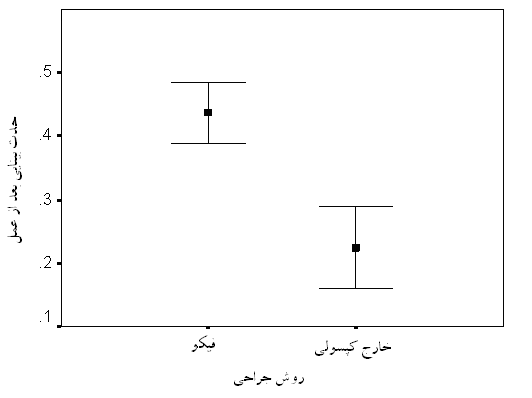 .5
.4
.3
.2
.1
حدت بینایی بعد از عمل
فیکو
خارج کپسولی
روش جراحی